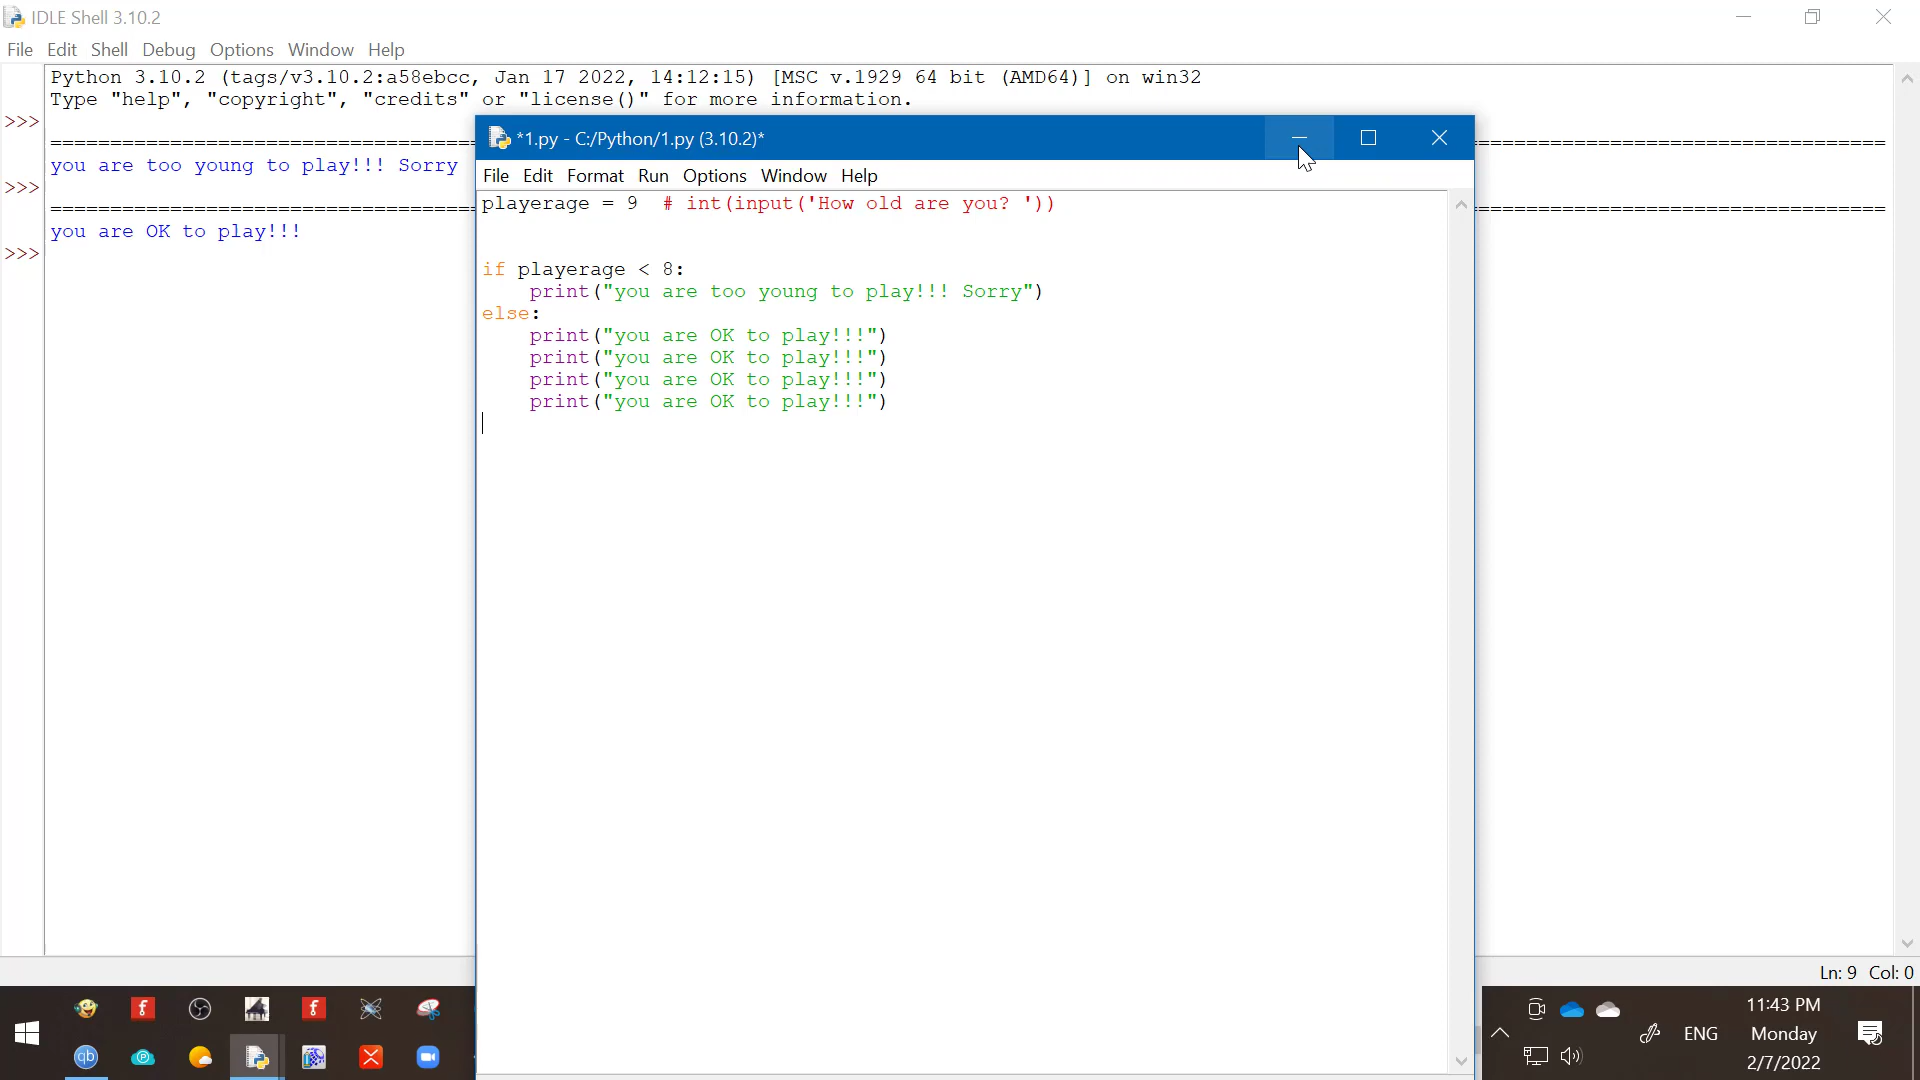 IDLE Shell 3.10.2
File Edit Shell Debug Options Window Help
Python 3.10.2 (tags/v3.10.2:a58ebcc, Jan 17 2022, 14:12:15) [MSC v.1929 64 bit (AMD64)] on win32
Type "help", "copyright", "credits" or "license()" for more information.
>>>
you are too young to play!!! Sorry
>>>
you are OK to play!!!
>>>
*1.py - C:/Python/1.py (3.10.2)*
File Edit Format Run Options Window Help
playerage = 9  # int(input('How old are you? '))
if playerage < 8:
    print("you are too young to play!!! Sorry")
else:
    print("you are OK to play!!!")
    print("you are OK to play!!!")
    print("you are OK to play!!!")
    print("you are OK to play!!!")
Ln: 9 Col: 0
qb
ENG
11:43 PM
Monday
2/7/2022